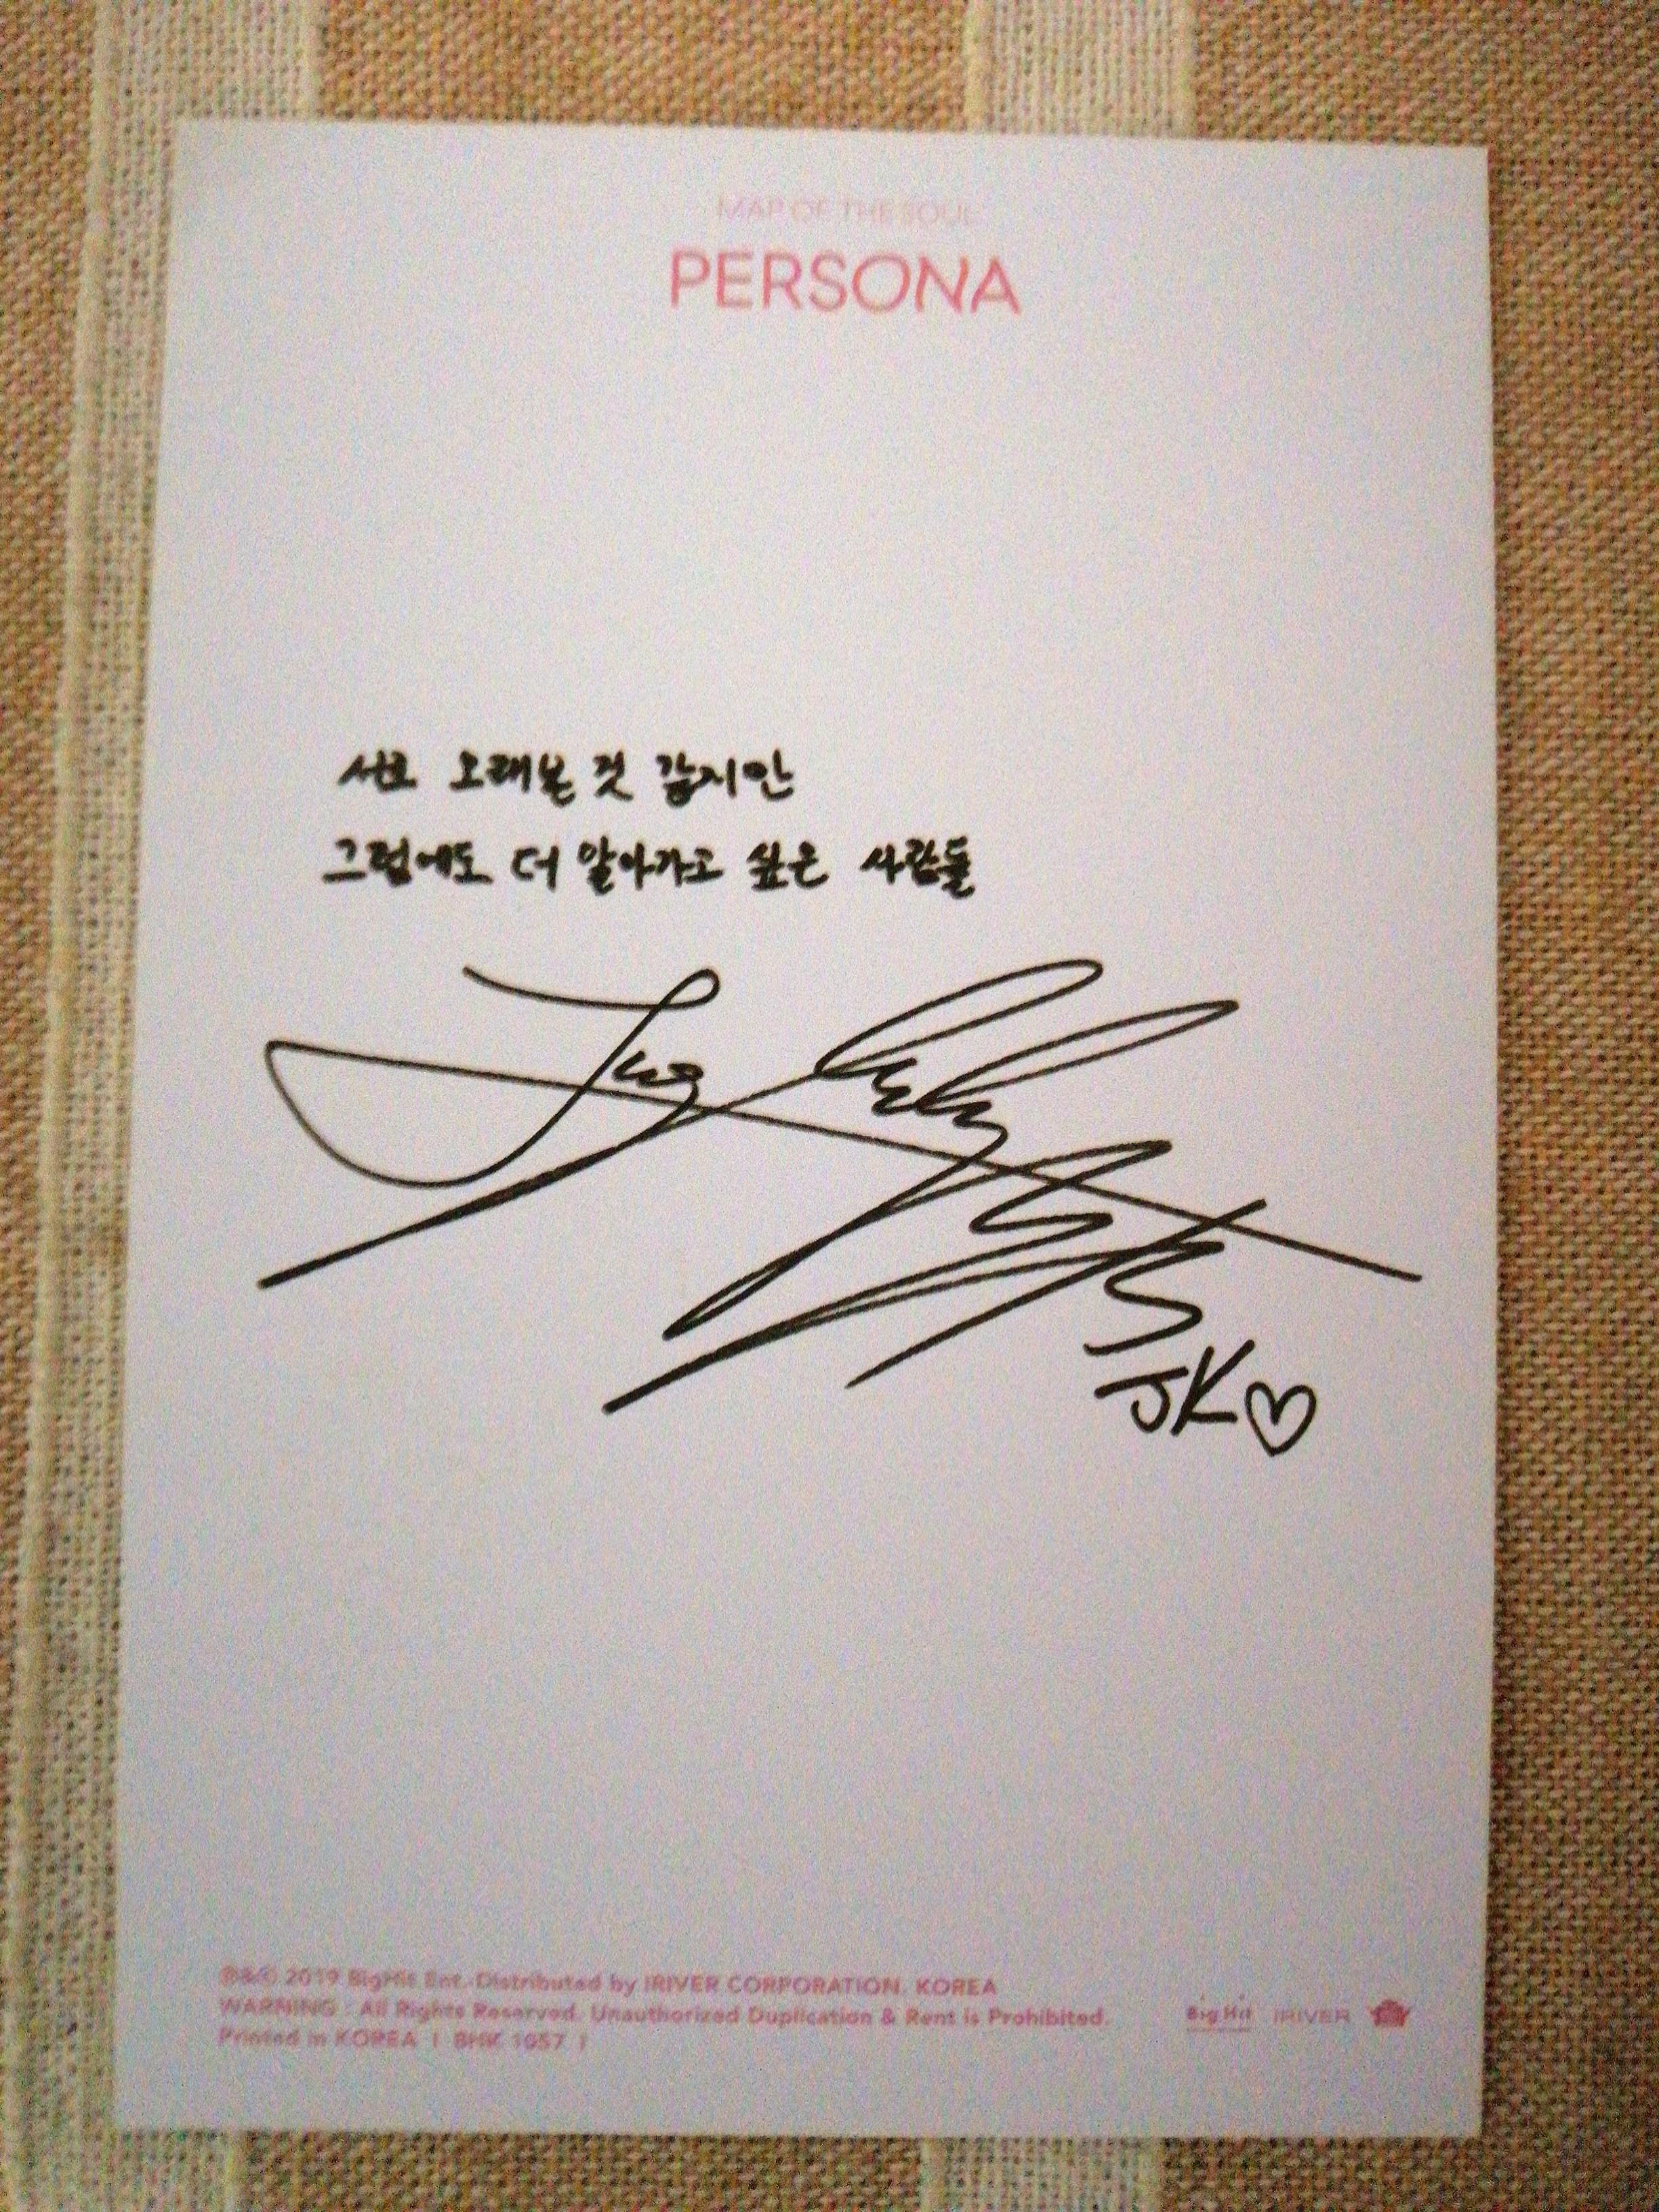 MAP OF THE SOUL
PERSONA
서로 오래본 것 같지만
그럼에도 더 알아가고 싶은 사람들
JK♡
℗&© 2019 BigHit Ent. Distributed by IRIVER CORPORATION, KOREA
WARNING : All Rights Reserved. Unauthorized Duplication & Rent is Prohibited.
Printed in KOREA | BHK 1057 |
BigHit IRIVER